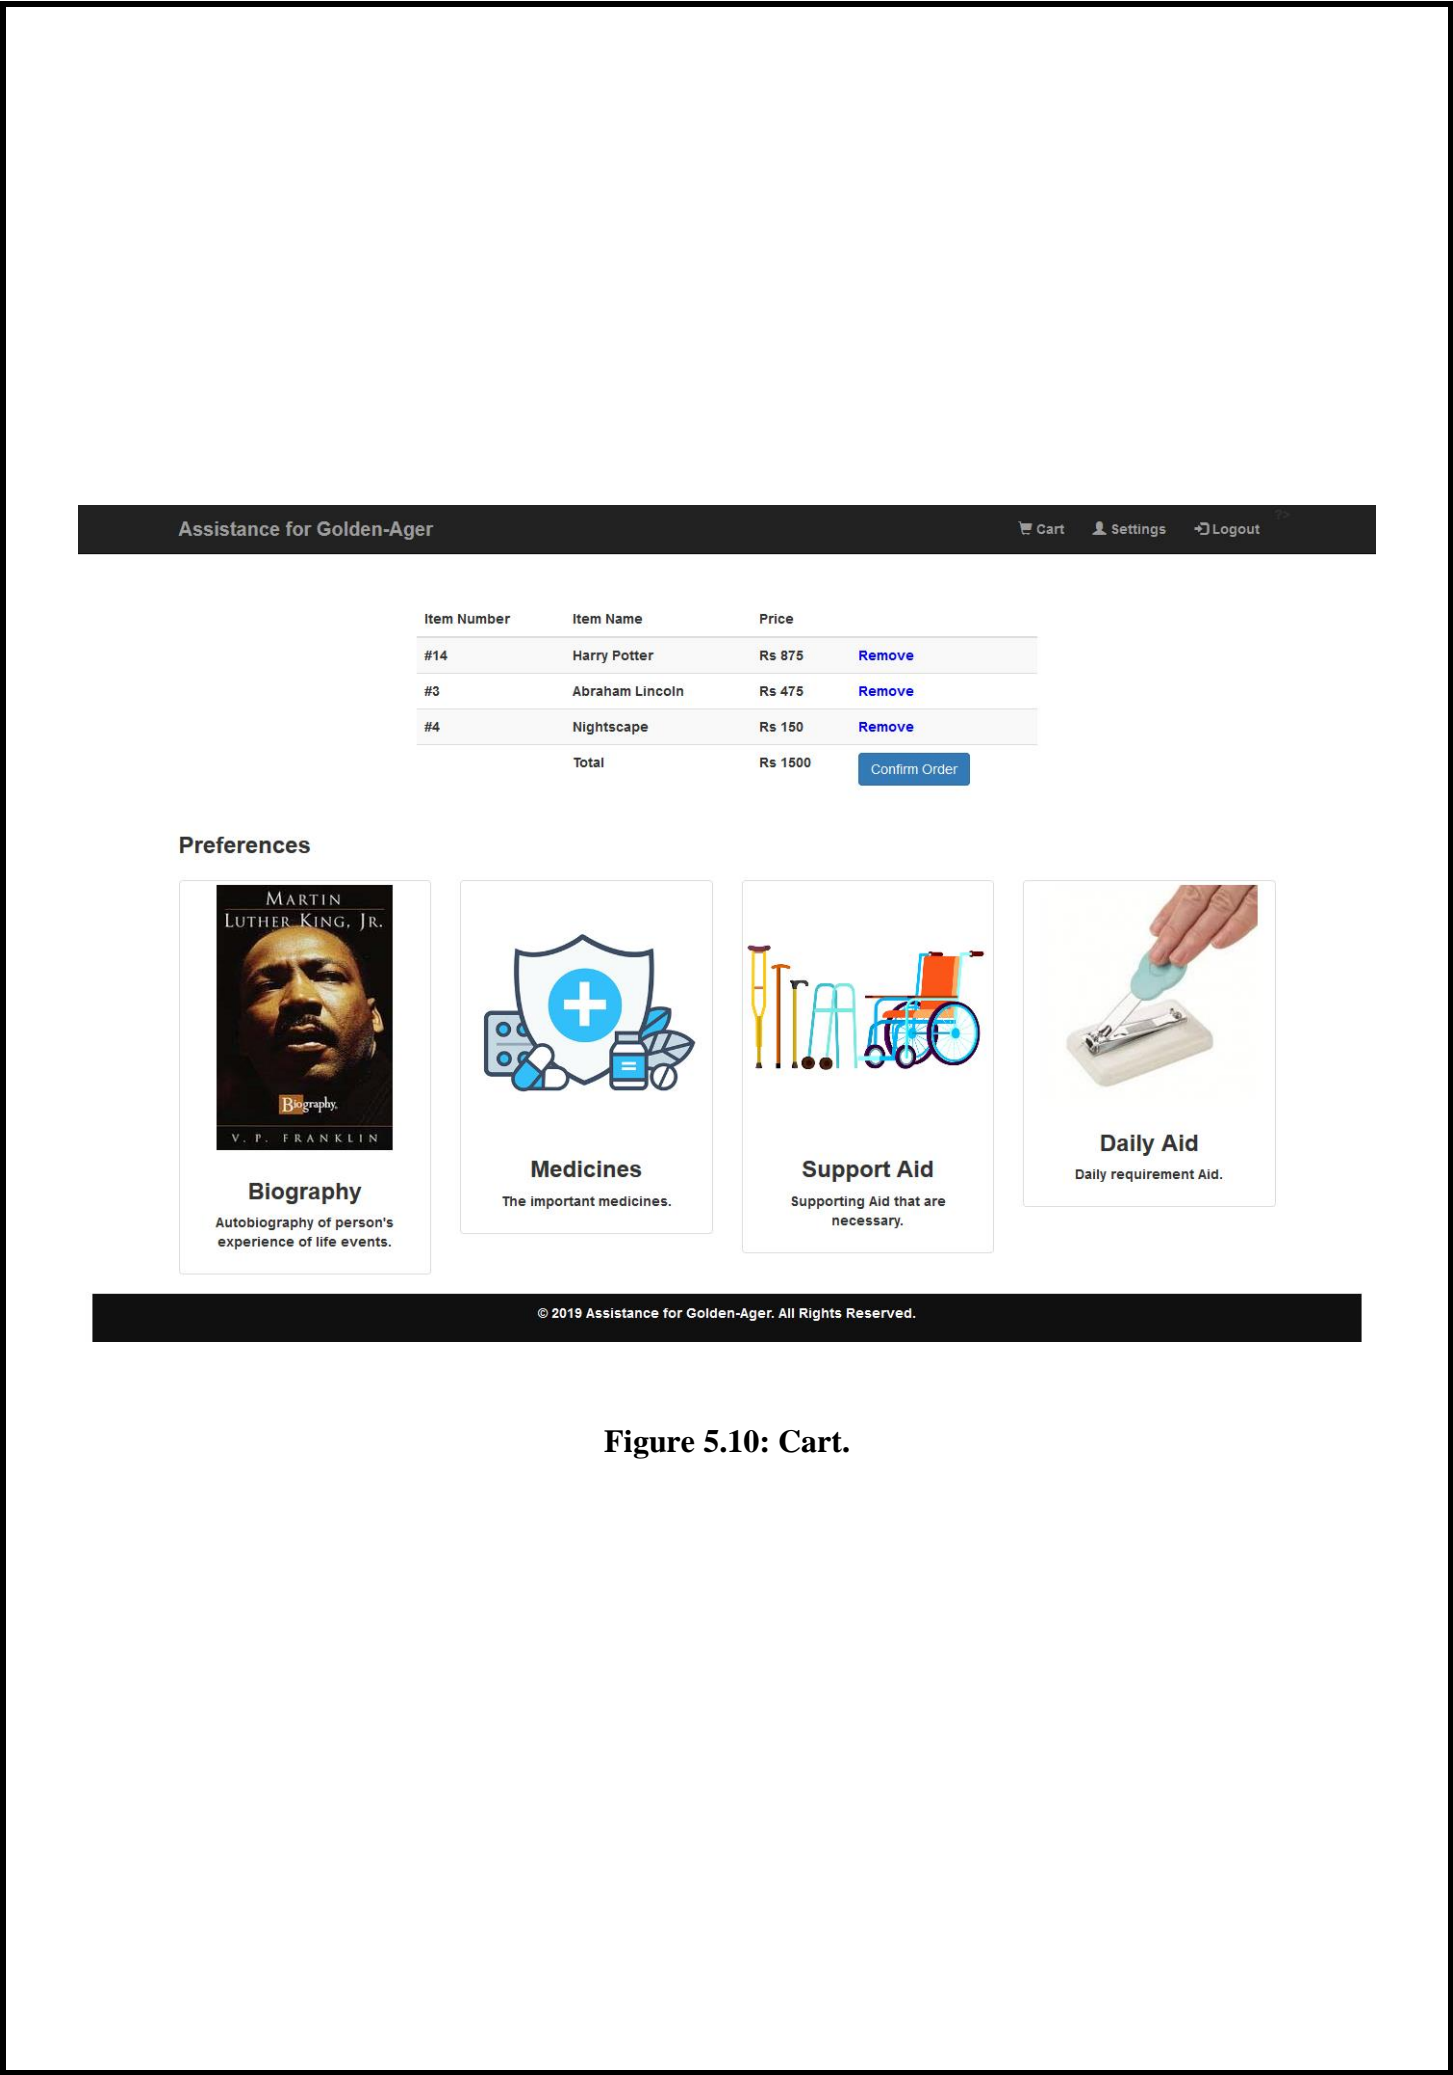 Assistance for Golden-Ager Cart Settings Logout ?>
Item Number Item Name Price
#14 Harry Potter Rs 875 Remove
#3 Abraham Lincoln Rs 475 Remove
#4 Nightscape Rs 150 Remove
Total Rs 1500 Confirm Order
Preferences
MARTIN
LUTHER KING, JR.
Biography.
V. P. FRANKLIN
Biography
Autobiography of person's
experience of life events.
Medicines
The important medicines.
Support Aid
Supporting Aid that are
necessary.
Daily Aid
Daily requirement Aid.
© 2019 Assistance for Golden-Ager. All Rights Reserved.
Figure 5.10: Cart.